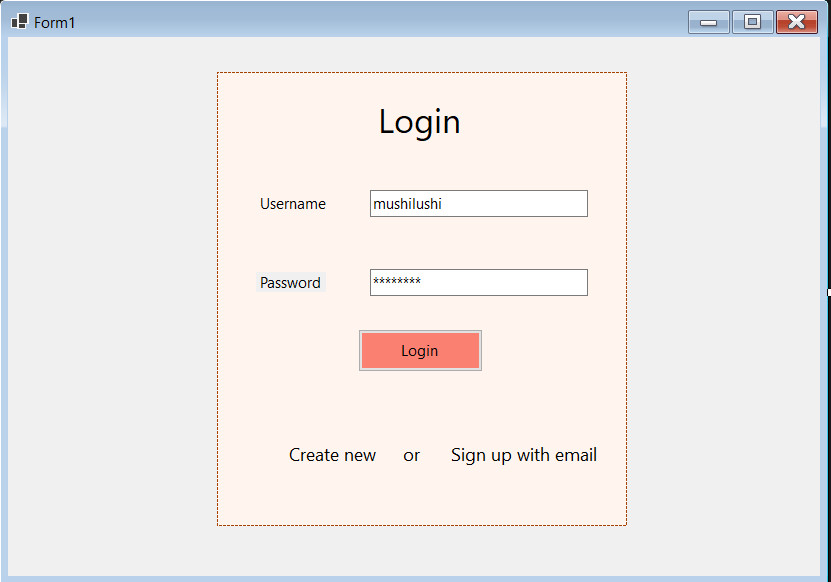 Form1
Login
Username mushilushi
Password ********
Login
Create new or Sign up with email